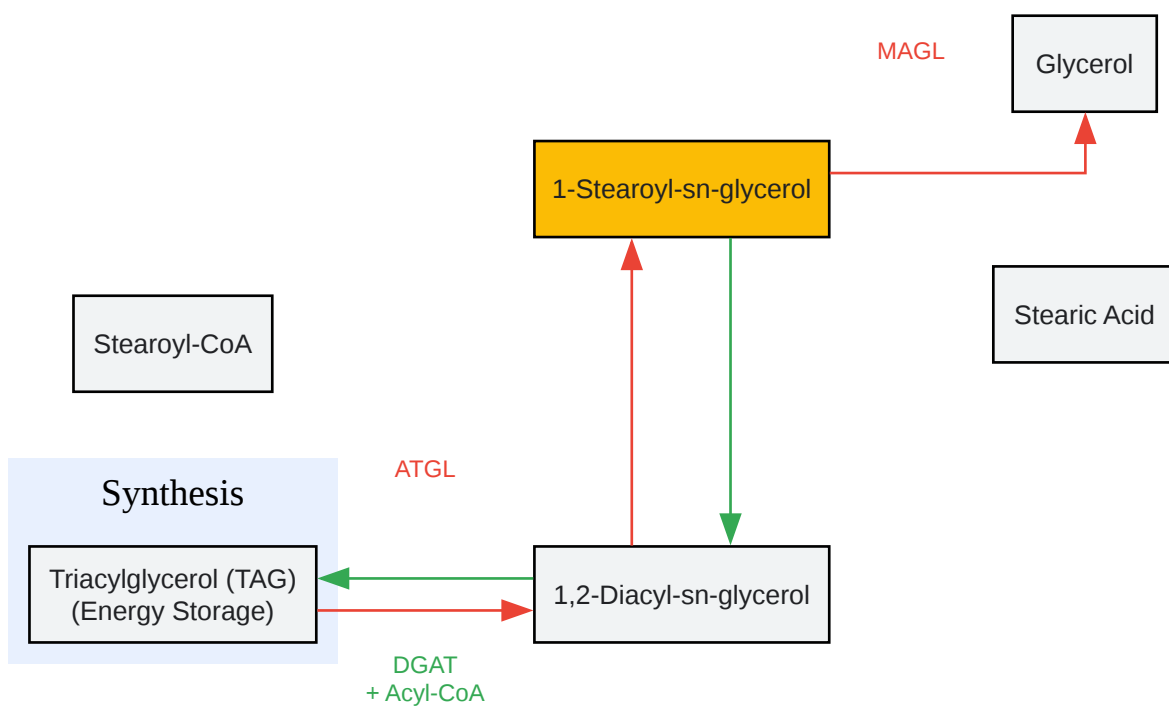 MAGL
Glycerol
1-Stearoyl-sn-glycerol
Stearic Acid
Stearoyl-CoA
ATGL
Synthesis
Triacylglycerol (TAG)
(Energy Storage)
1,2-Diacyl-sn-glycerol
DGAT
+ Acyl-CoA